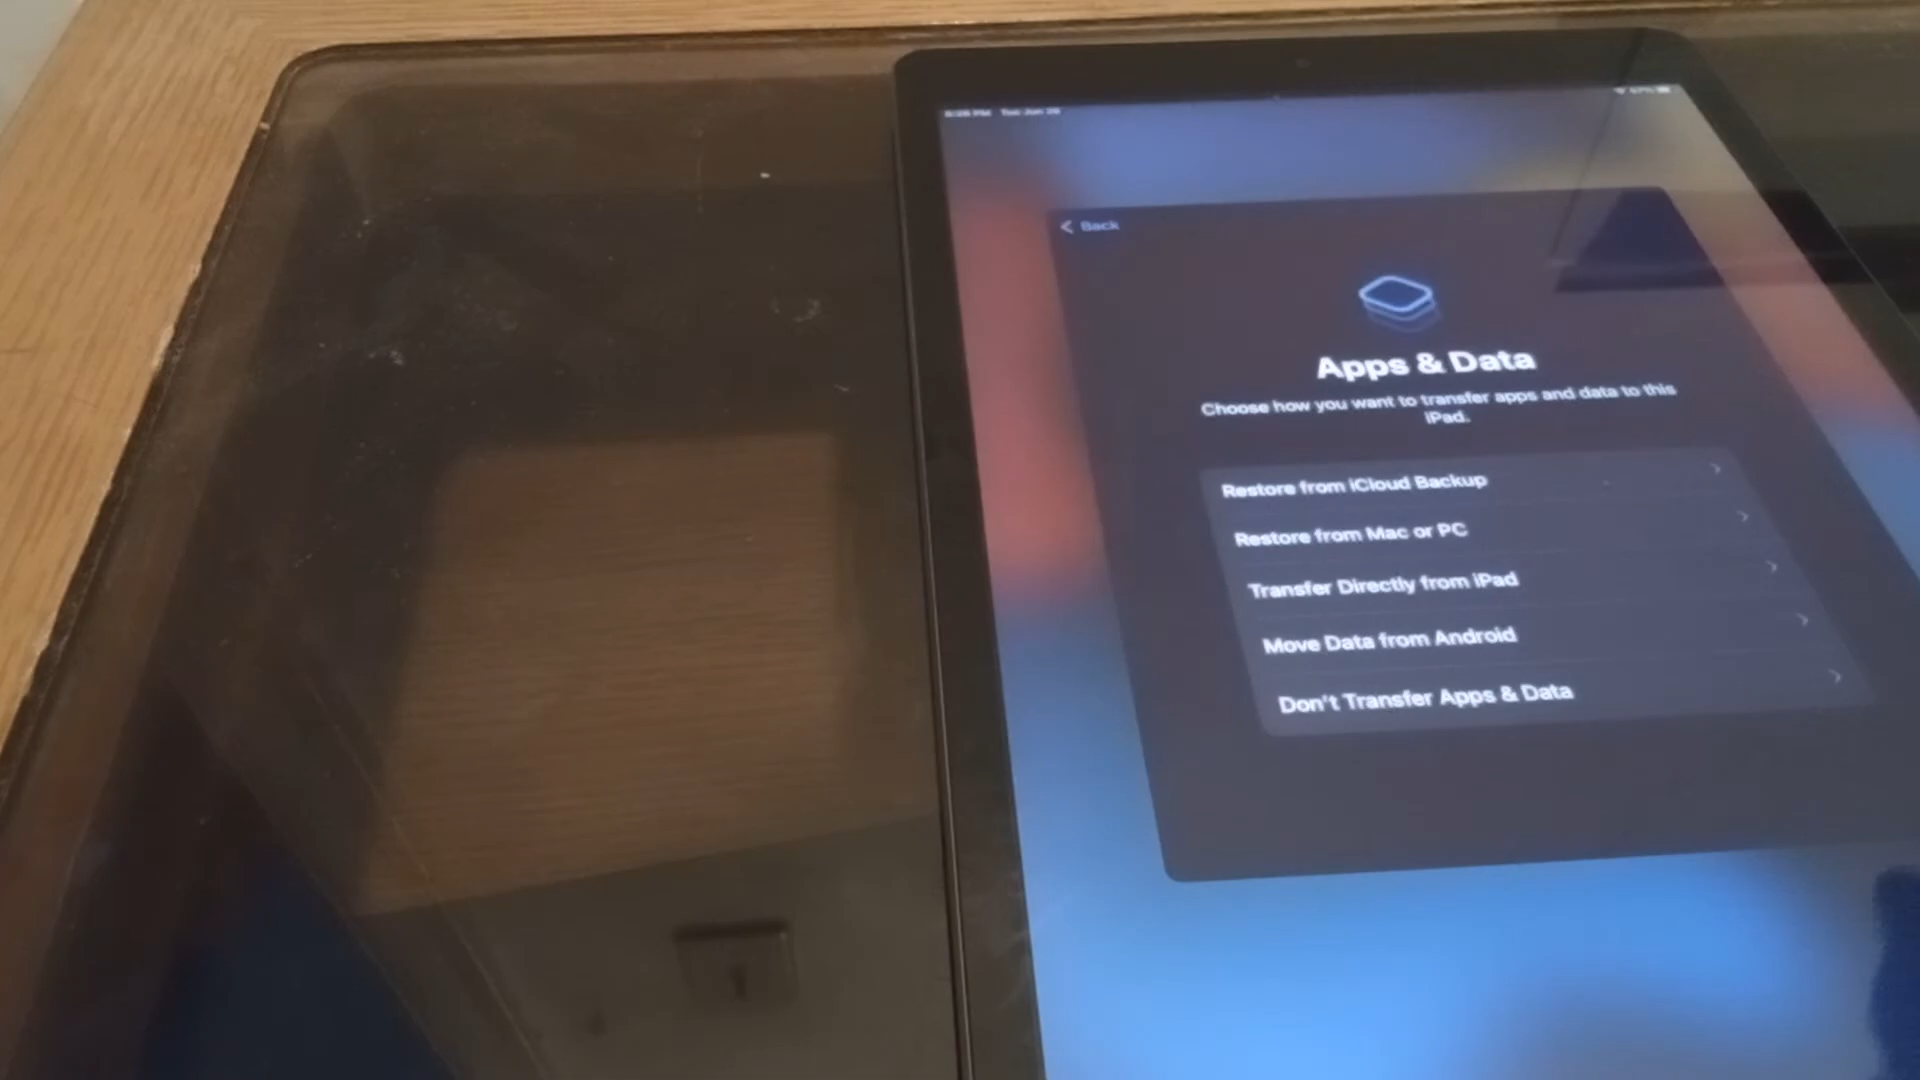 Back
Apps & Data
Choose how you want to transfer apps and data to this
iPad.
Restore from iCloud Backup
Restore from Mac or PC
Transfer Directly from iPad
Move Data from Android
Don't Transfer Apps & Data